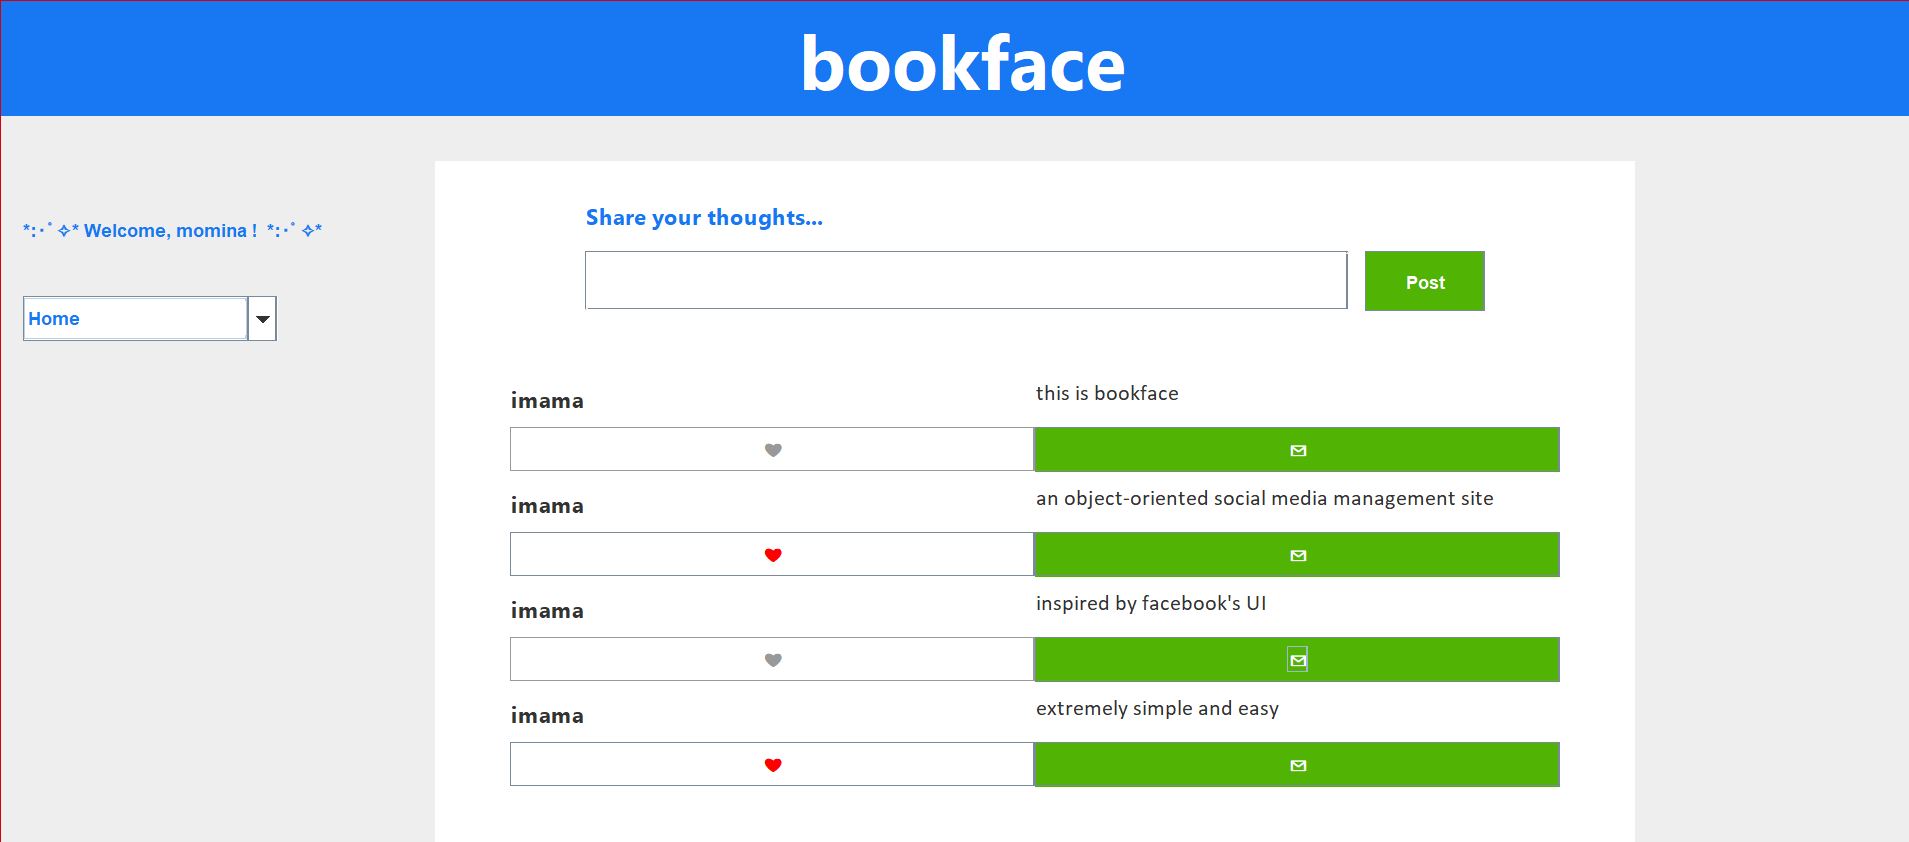 bookface
*:･ﾟ✧* Welcome, momina ! *:･ﾟ✧*
Home
Share your thoughts...
Post
imama
this is bookface
imama
an object-oriented social media management site
imama
inspired by facebook's UI
imama
extremely simple and easy